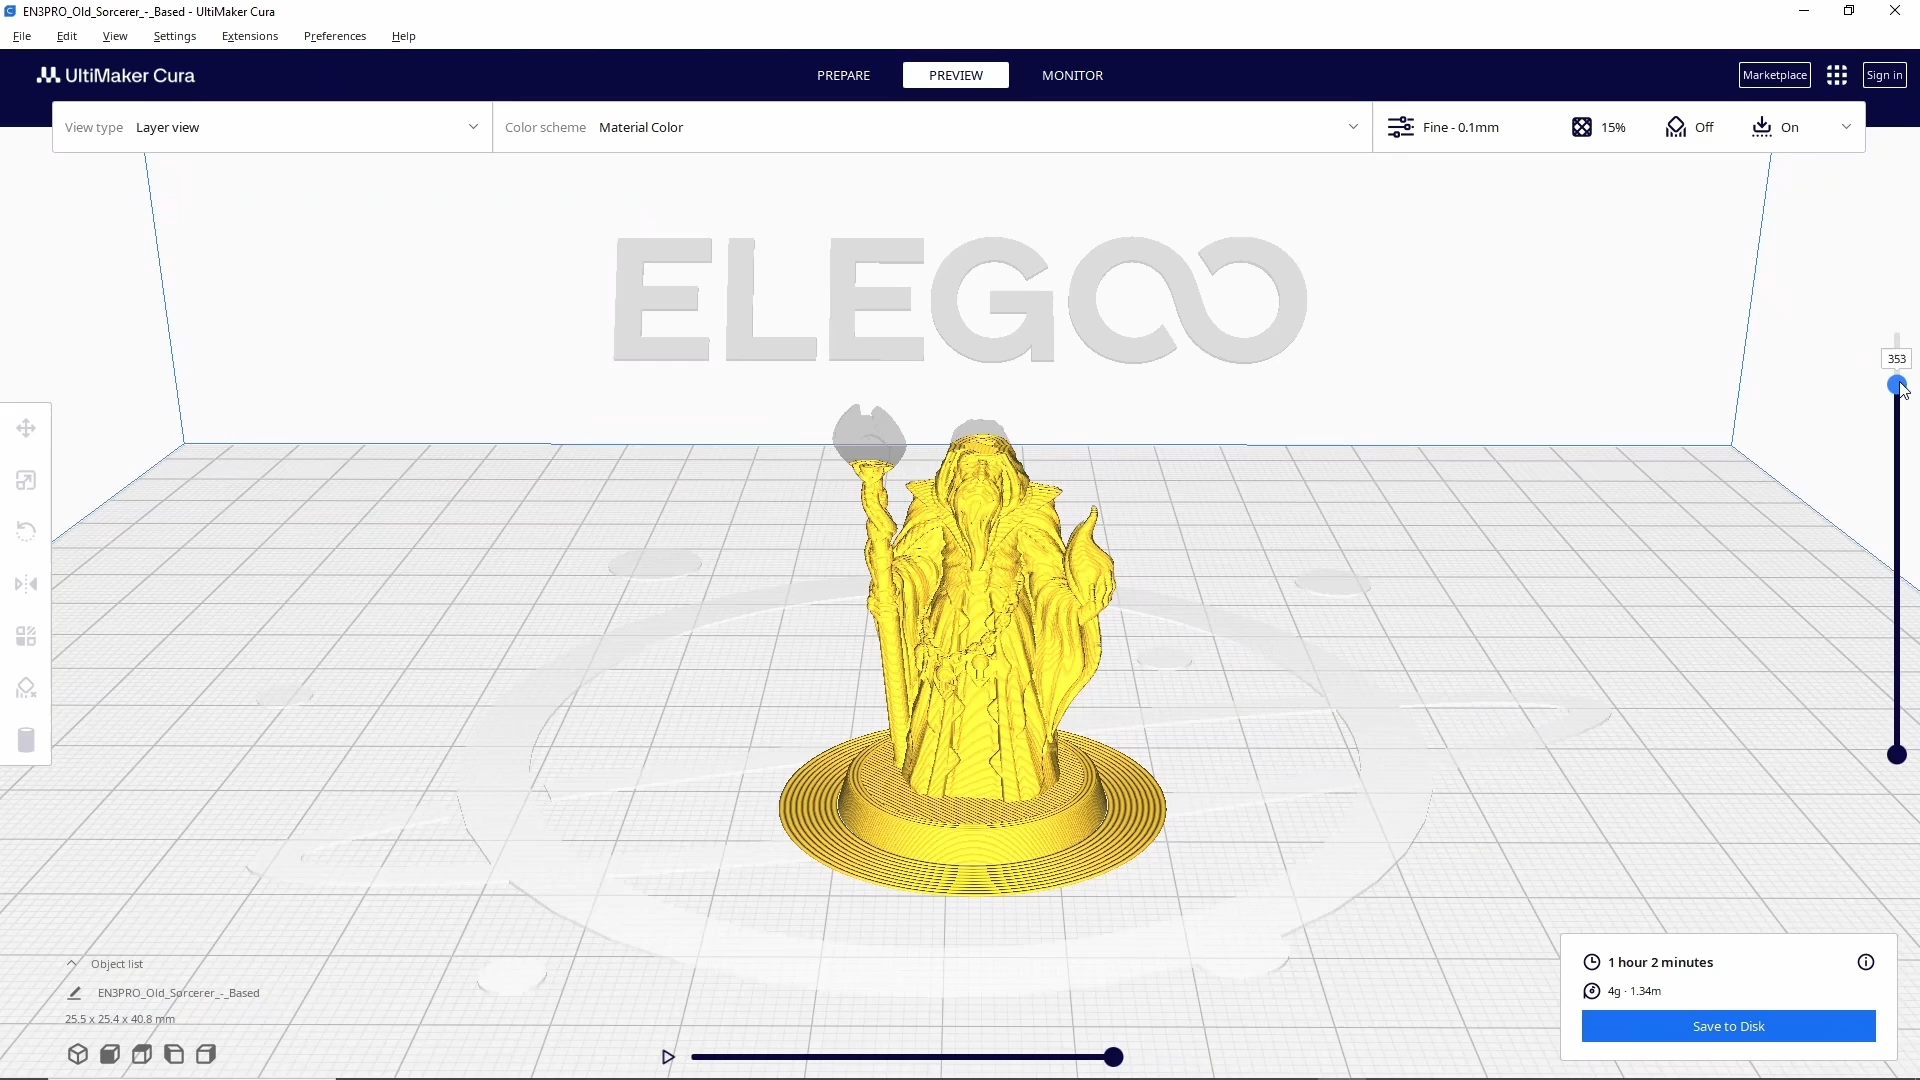 EN3PRO_Old_Sorcerer_-_Based - UltiMaker Cura
File Edit View Settings Extensions Preferences Help
UltiMaker Cura PREPARE PREVIEW MONITOR Marketplace Sign in
View type Layer view Color scheme Material Color Fine - 0.1mm 15% Off On
ELEGOO
353
Object list
EN3PRO_Old_Sorcerer_-_Based
25.5 x 25.4 x 40.8 mm
1 hour 2 minutes
4g · 1.34m
Save to Disk